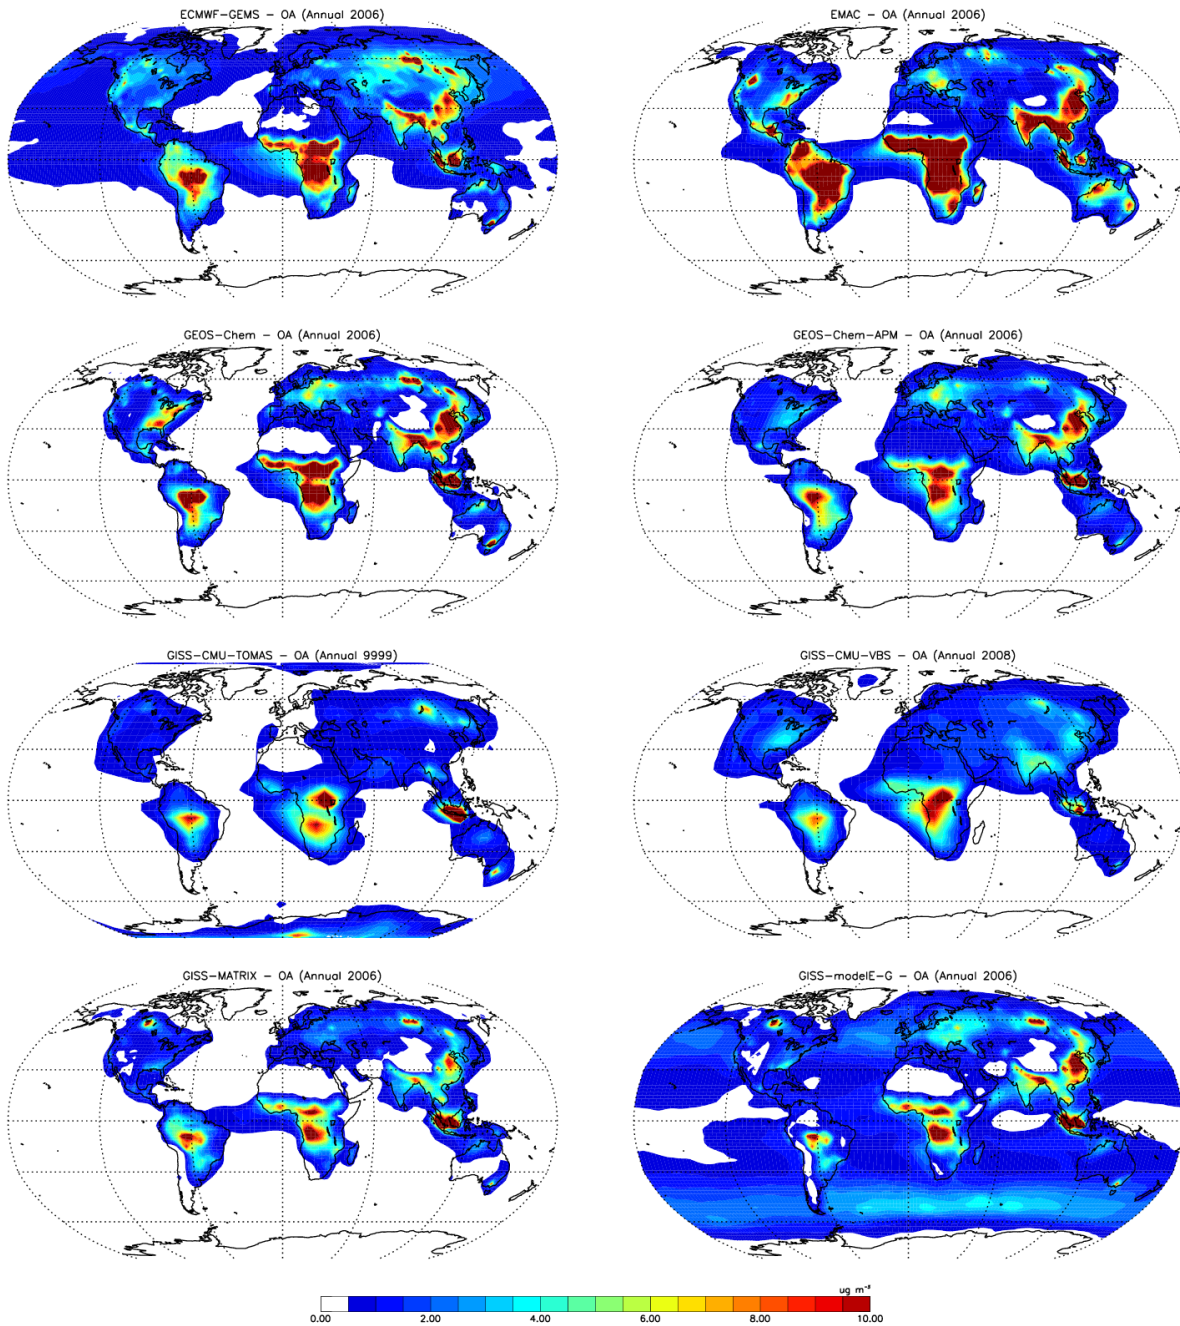 ECMWF-GEMS - OA (Annual 2006)
EMAC - OA (Annual 2006)
GEOS-Chem - OA (Annual 2006)
GEOS-Chem-APM - OA (Annual 2006)
GISS-CMU-TOMAS - OA (Annual 9999)
GISS-CMU-VBS - OA (Annual 2008)
GISS-MATRIX - OA (Annual 2006)
GISS-modelE-G - OA (Annual 2006)
ug m⁻³
0.00 2.00 4.00 6.00 8.00 10.00